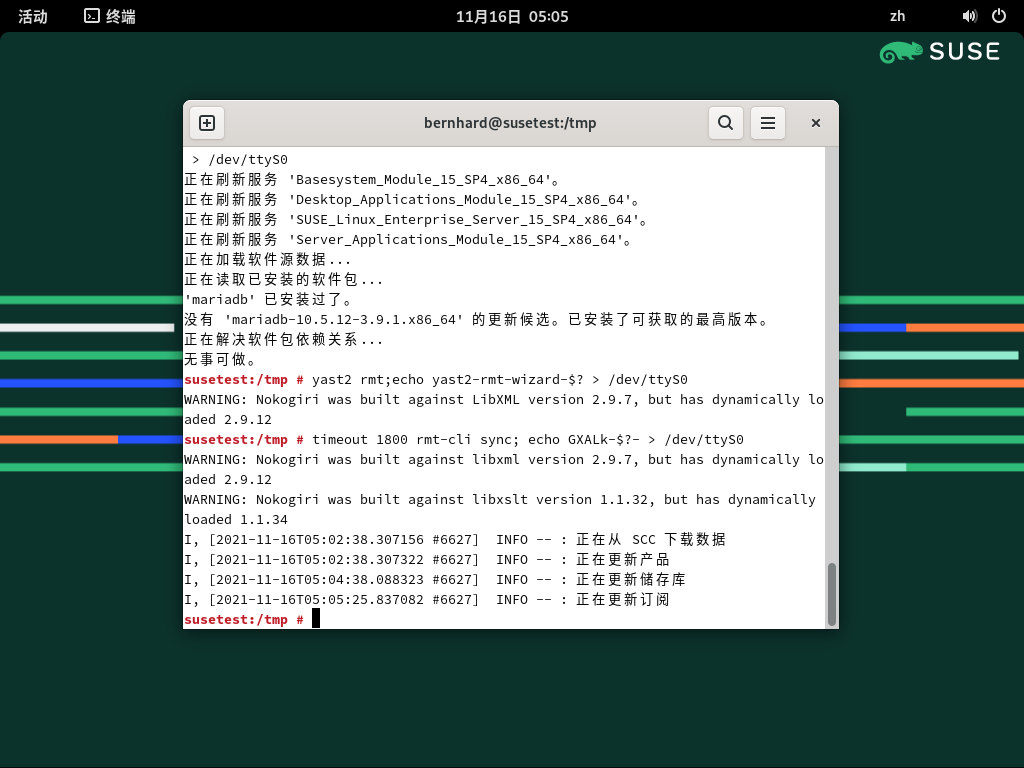 活动 终端 11月16日 05:05 zh
SUSE
bernhard@susetest:/tmp
> /dev/ttyS0
正在刷新服务 'Basesystem_Module_15_SP4_x86_64'。
正在刷新服务 'Desktop_Applications_Module_15_SP4_x86_64'。
正在刷新服务 'SUSE_Linux_Enterprise_Server_15_SP4_x86_64'。
正在刷新服务 'Server_Applications_Module_15_SP4_x86_64'。
正在加载软件源数据...
正在读取已安装的软件包...
'mariadb' 已安装过了。
没有 'mariadb-10.5.12-3.9.1.x86_64' 的更新候选。已安装了可获取的最高版本。
正在解决软件包依赖关系...
无事可做。
susetest:/tmp # yast2 rmt;echo yast2-rmt-wizard-$? > /dev/ttyS0
WARNING: Nokogiri was built against LibXML version 2.9.7, but has dynamically lo
aded 2.9.12
susetest:/tmp # timeout 1800 rmt-cli sync; echo GXALk-$?- > /dev/ttyS0
WARNING: Nokogiri was built against libxml version 2.9.7, but has dynamically lo
aded 2.9.12
WARNING: Nokogiri was built against libxslt version 1.1.32, but has dynamically
loaded 1.1.34
I, [2021-11-16T05:02:38.307156 #6627]  INFO -- : 正在从 SCC 下载数据
I, [2021-11-16T05:02:38.307322 #6627]  INFO -- : 正在更新产品
I, [2021-11-16T05:04:38.088323 #6627]  INFO -- : 正在更新储存库
I, [2021-11-16T05:05:25.837082 #6627]  INFO -- : 正在更新订阅
susetest:/tmp #